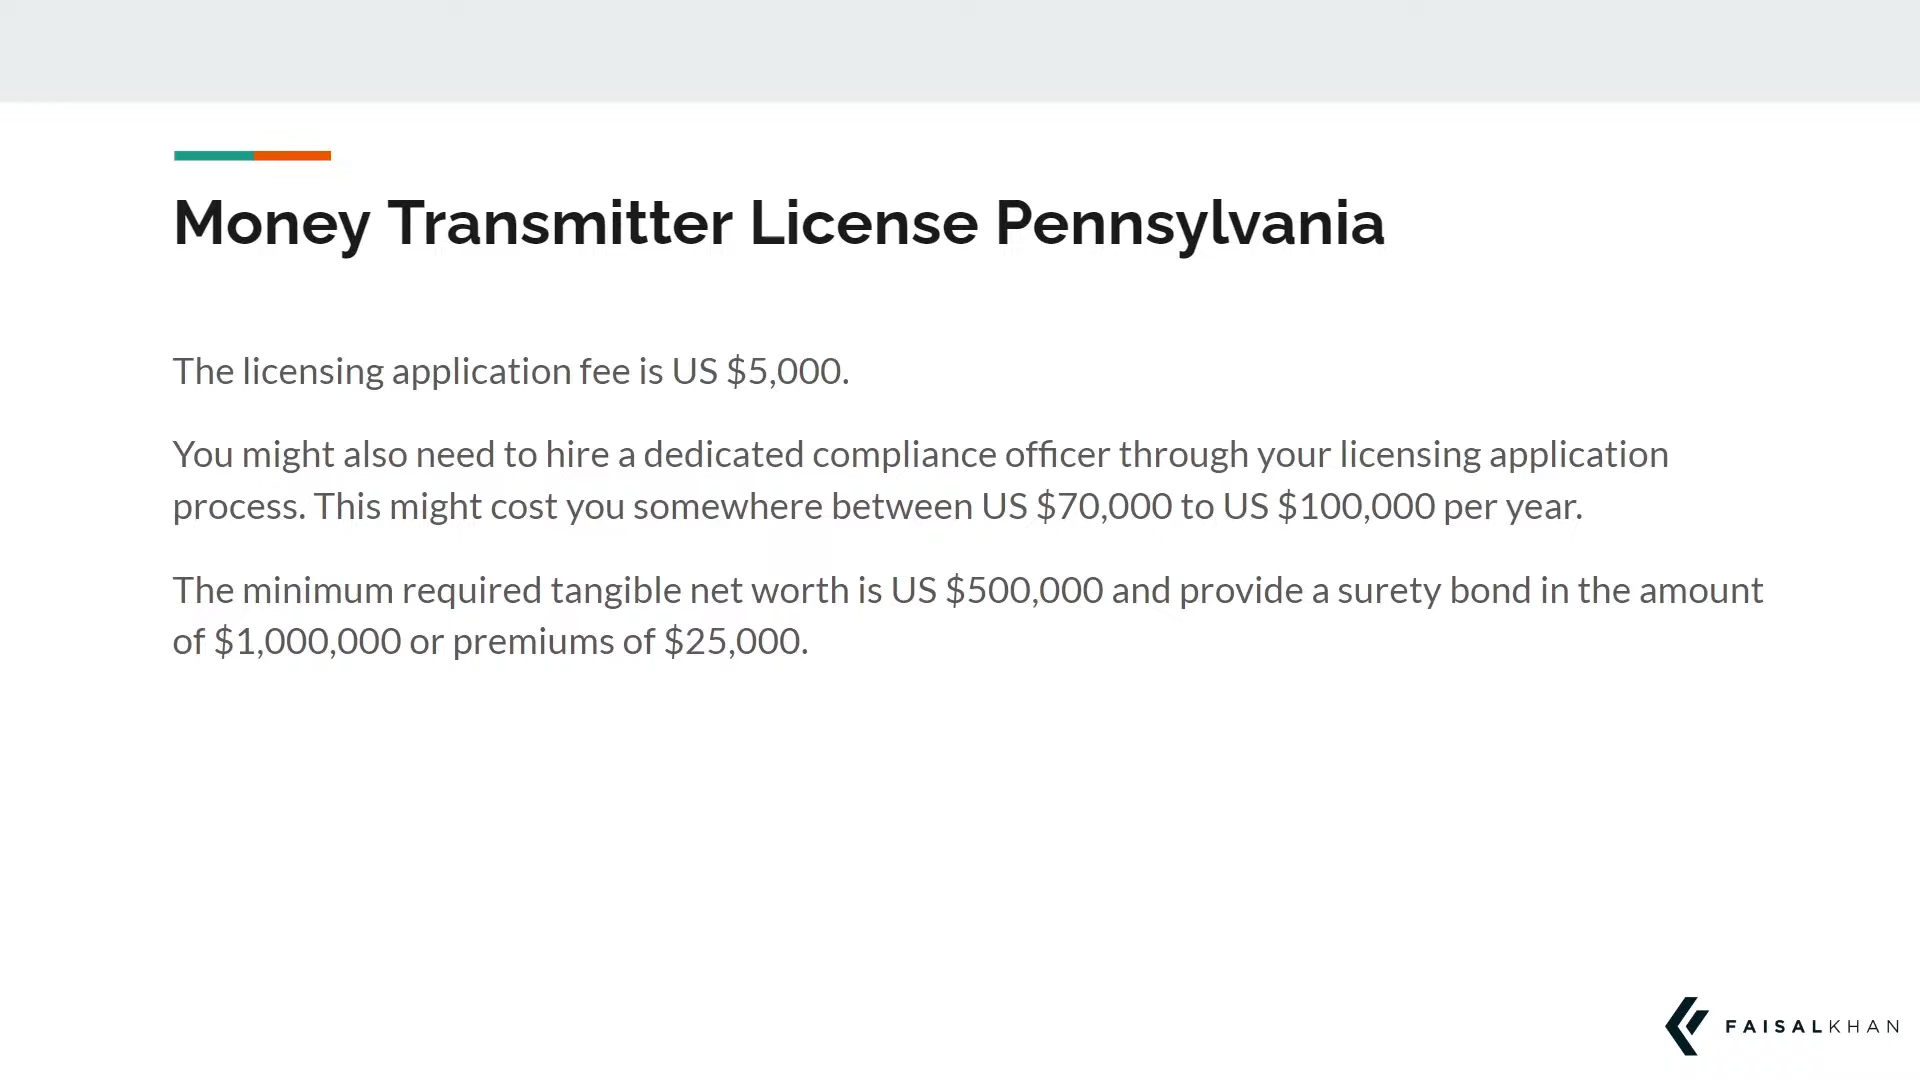 Money Transmitter License Pennsylvania
The licensing application fee is US $5,000.
You might also need to hire a dedicated compliance officer through your licensing application
process. This might cost you somewhere between US $70,000 to US $100,000 per year.
The minimum required tangible net worth is US $500,000 and provide a surety bond in the amount
of $1,000,000 or premiums of $25,000.
FAISALKHAN